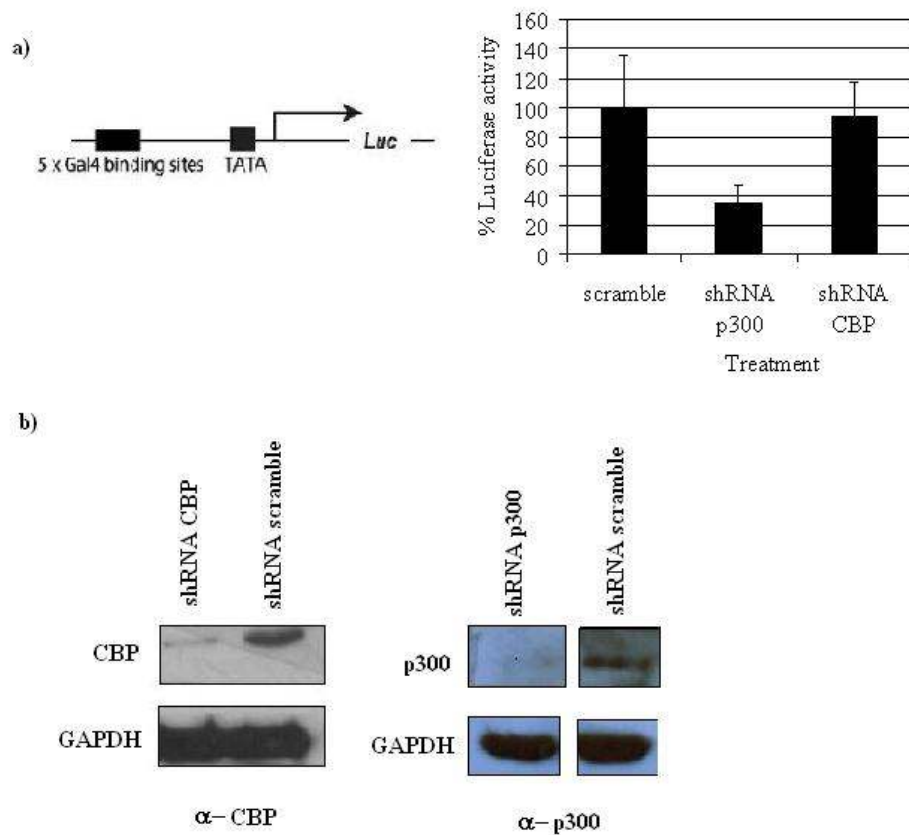 a)
5 x Gal4 binding sites
TATA
Luc
% Luciferase activity
160
140
120
100
80
60
40
20
0
scramble
shRNA
p300
shRNA
CBP
Treatment
b)
shRNA CBP
shRNA scramble
CBP
GAPDH
α– CBP
shRNA p300
shRNA scramble
p300
GAPDH
α– p300